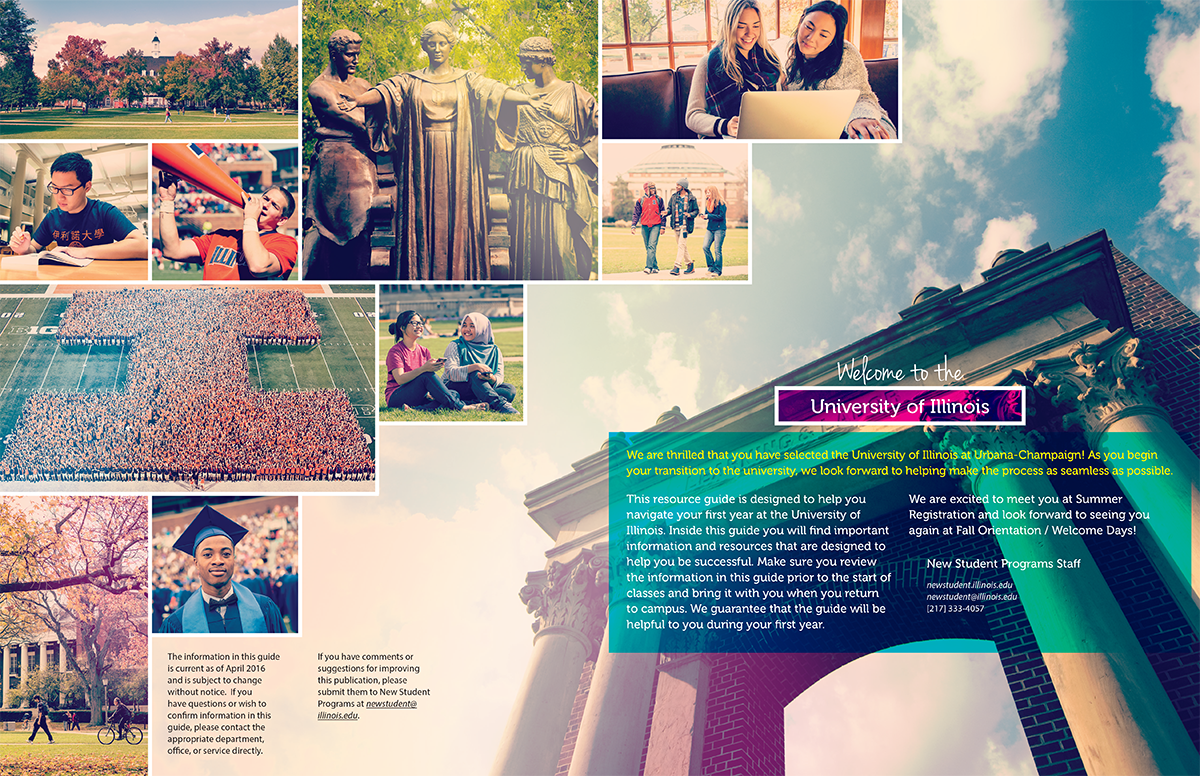 伊利諾大學
ILLI
BIG
Welcome to the
University of Illinois
We are thrilled that you have selected the University of Illinois at Urbana-Champaign! As you begin
your transition to the university, we look forward to helping make the process as seamless as possible.
This resource guide is designed to help you
navigate your first year at the University of
Illinois. Inside this guide you will find important
information and resources that are designed to
help you be successful. Make sure you review
the information in this guide prior to the start of
classes and bring it with you when you return
to campus. We guarantee that the guide will be
helpful to you during your first year.
We are excited to meet you at Summer
Registration and look forward to seeing you
again at Fall Orientation / Welcome Days!
New Student Programs Staff
newstudent.illinois.edu
newstudent@illinois.edu
[217] 333-4057
The information in this guide
is current as of April 2016
and is subject to change
without notice. If you
have questions or wish to
confirm information in this
guide, please contact the
appropriate department,
office, or service directly.
If you have comments or
suggestions for improving
this publication, please
submit them to New Student
Programs at newstudent@
illinois.edu.